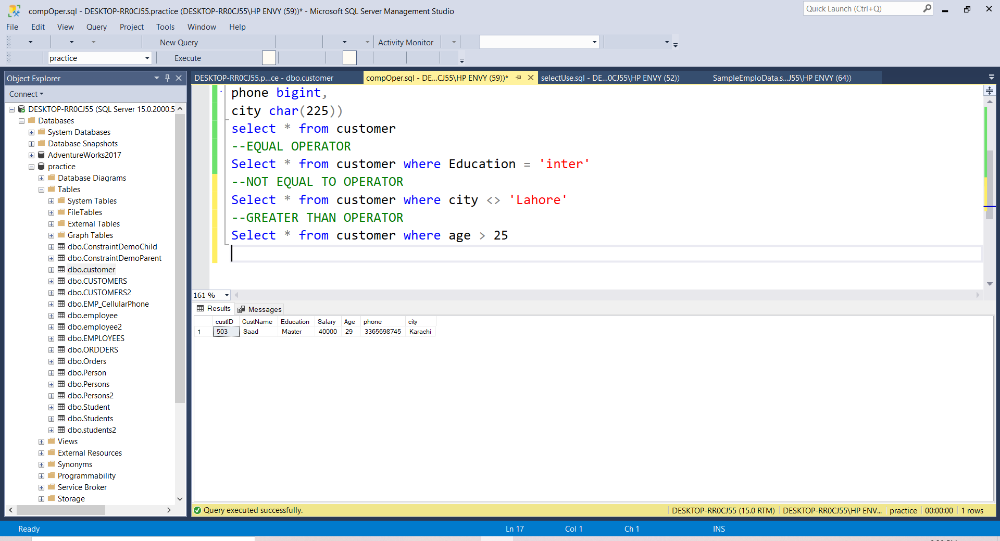 compOper.sql - DESKTOP-RR0CJ55.practice (DESKTOP-RR0CJ55\HP ENVY (59))* - Microsoft SQL Server Management Studio
Quick Launch (Ctrl+Q)
File Edit View Query Project Tools Window Help
New Query Activity Monitor
practice Execute
Object Explorer
Connect
DESKTOP-RR0CJ55 (SQL Server 15.0.2000.5
Databases
System Databases
Database Snapshots
AdventureWorks2017
practice
Database Diagrams
Tables
System Tables
FileTables
External Tables
Graph Tables
dbo.ConstraintDemoChild
dbo.ConstraintDemoParent
dbo.customer
dbo.CUSTOMERS
dbo.CUSTOMERS2
dbo.EMP_CellularPhone
dbo.employee
dbo.employee2
dbo.EMPLOYEES
dbo.ORDDERS
dbo.Orders
dbo.Person
dbo.Persons
dbo.Persons2
dbo.Student
dbo.Students
dbo.students2
Views
External Resources
Synonyms
Programmability
Service Broker
Storage
DESKTOP-RR0CJ55.p...ce - dbo.customer compOper.sql - DE...CJ55\HP ENVY (59))* selectUse.sql - DE...0CJ55\HP ENVY (52)) SampleEmploData.s...J55\HP ENVY (64))
phone bigint,
city char(225))
select * from customer
--EQUAL OPERATOR
Select * from customer where Education = 'inter'
--NOT EQUAL TO OPERATOR
Select * from customer where city <> 'Lahore'
--GREATER THAN OPERATOR
Select * from customer where age > 25
161 %
Results Messages
custID CustName Education Salary Age phone city
1 503 Saad Master 40000 29 3365698745 Karachi
Query executed successfully. DESKTOP-RR0CJ55 (15.0 RTM) DESKTOP-RR0CJ55\HP ENV... practice 00:00:00 1 rows
Ready Ln 17 Col 1 Ch 1 INS